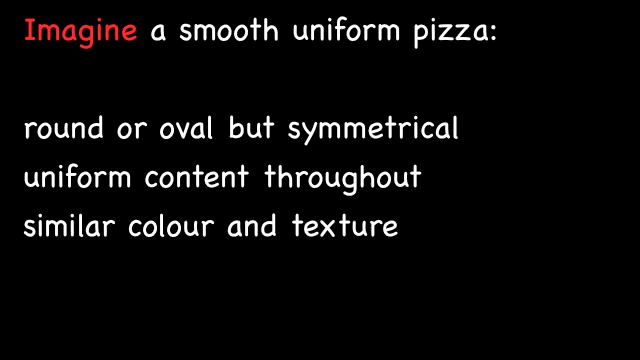 Imagine a smooth uniform pizza:
round or oval but symmetrical
uniform content throughout
similar colour and texture